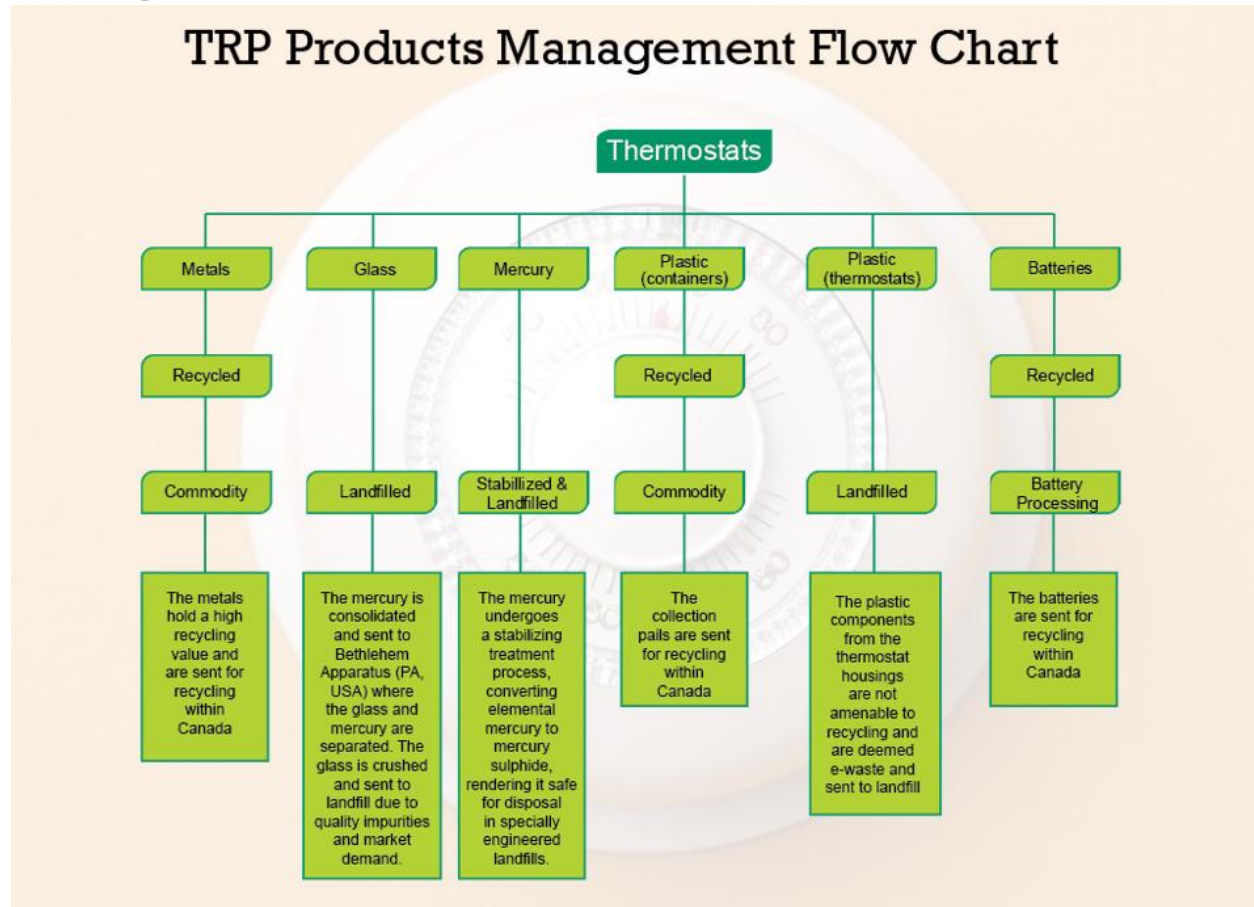 TRP Products Management Flow Chart
Thermostats
Metals
Glass
Mercury
Plastic
(containers)
Plastic
(thermostats)
Batteries
Recycled
Recycled
Recycled
Commodity
Landfilled
Stabillized &
Landfilled
Commodity
Landfilled
Battery
Processing
The metals
hold a high
recycling
value and
are sent for
recycling
within
Canada
The mercury is
consolidated
and sent to
Bethlehem
Apparatus (PA,
USA) where
the glass and
mercury are
separated. The
glass is crushed
and sent to
landfill due to
quality impurities
and market
demand.
The mercury
undergoes
a stabilizing
treatment
process,
converting
elemental
mercury to
mercury
sulphide,
rendering it safe
for disposal
in specially
engineered
landfills.
The
collection
pails are sent
for recycling
within
Canada
The plastic
components
from the
thermostat
housings
are not
amenable to
recycling and
are deemed
e-waste and
sent to landfill
The batteries
are sent for
recycling
within
Canada
80
80